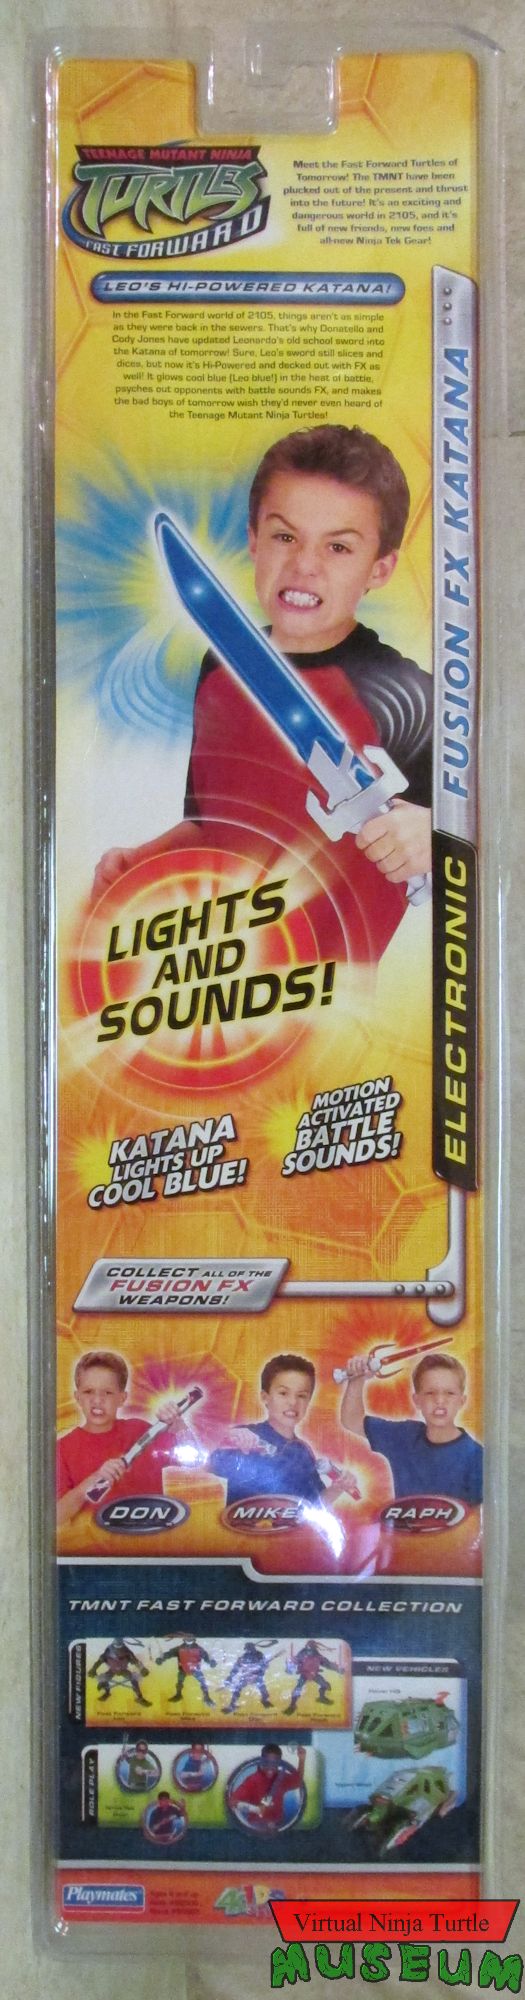 TEENAGE MUTANT NINJA
TURTLES
FAST FORWARD
Meet the Fast Forward Turtles of
Tomorrow! The TMNT have been
plucked out of the present and thrust
into the future! It's an exciting and
dangerous world in 2105, and it's
full of new friends, new foes and
all-new Ninja Tek Gear!
LEO'S HI-POWERED KATANA!
In the Fast Forward world of 2105, things aren't as simple
as they were back in the sewers. That's why Donatello and
Cody Jones have updated Leonardo's old school sword into
the Katana of tomorrow! Sure, Leo's sword still slices and
dices, but now it's Hi-Powered and decked out with FX as
well! It glows cool blue (Leo blue!) in the heat of battle,
psyches out opponents with battle sounds FX, and makes
the bad boys of tomorrow wish they'd never even heard of
the Teenage Mutant Ninja Turtles!
FUSION FX KATANA
ELECTRONIC
LIGHTS
AND
SOUNDS!
KATANA
LIGHTS UP
COOL BLUE!
MOTION
ACTIVATED
BATTLE
SOUNDS!
COLLECT ALL OF THE
FUSION FX
WEAPONS!
DON
MIKE
RAPH
TMNT FAST FORWARD COLLECTION
NEW FIGURES
NEW VEHICLES
ROLE PLAY
Playmates
4KIDS
Virtual Ninja Turtle
MUSEUM